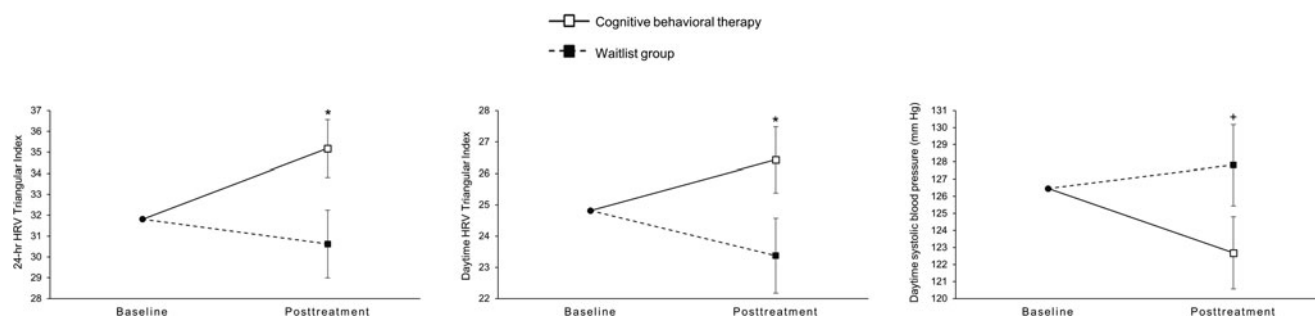 Cognitive behavioral therapy
Waitlist group
24-hr HRV Triangular Index
37
36
35
34
33
32
31
30
29
28
*
Baseline
Posttreatment
Daytime HRV Triangular Index
28
27
26
25
24
23
22
*
Baseline
Posttreatment
Daytime systolic blood pressure (mm Hg)
131
130
129
128
127
126
125
124
123
122
121
120
+
Baseline
Posttreatment